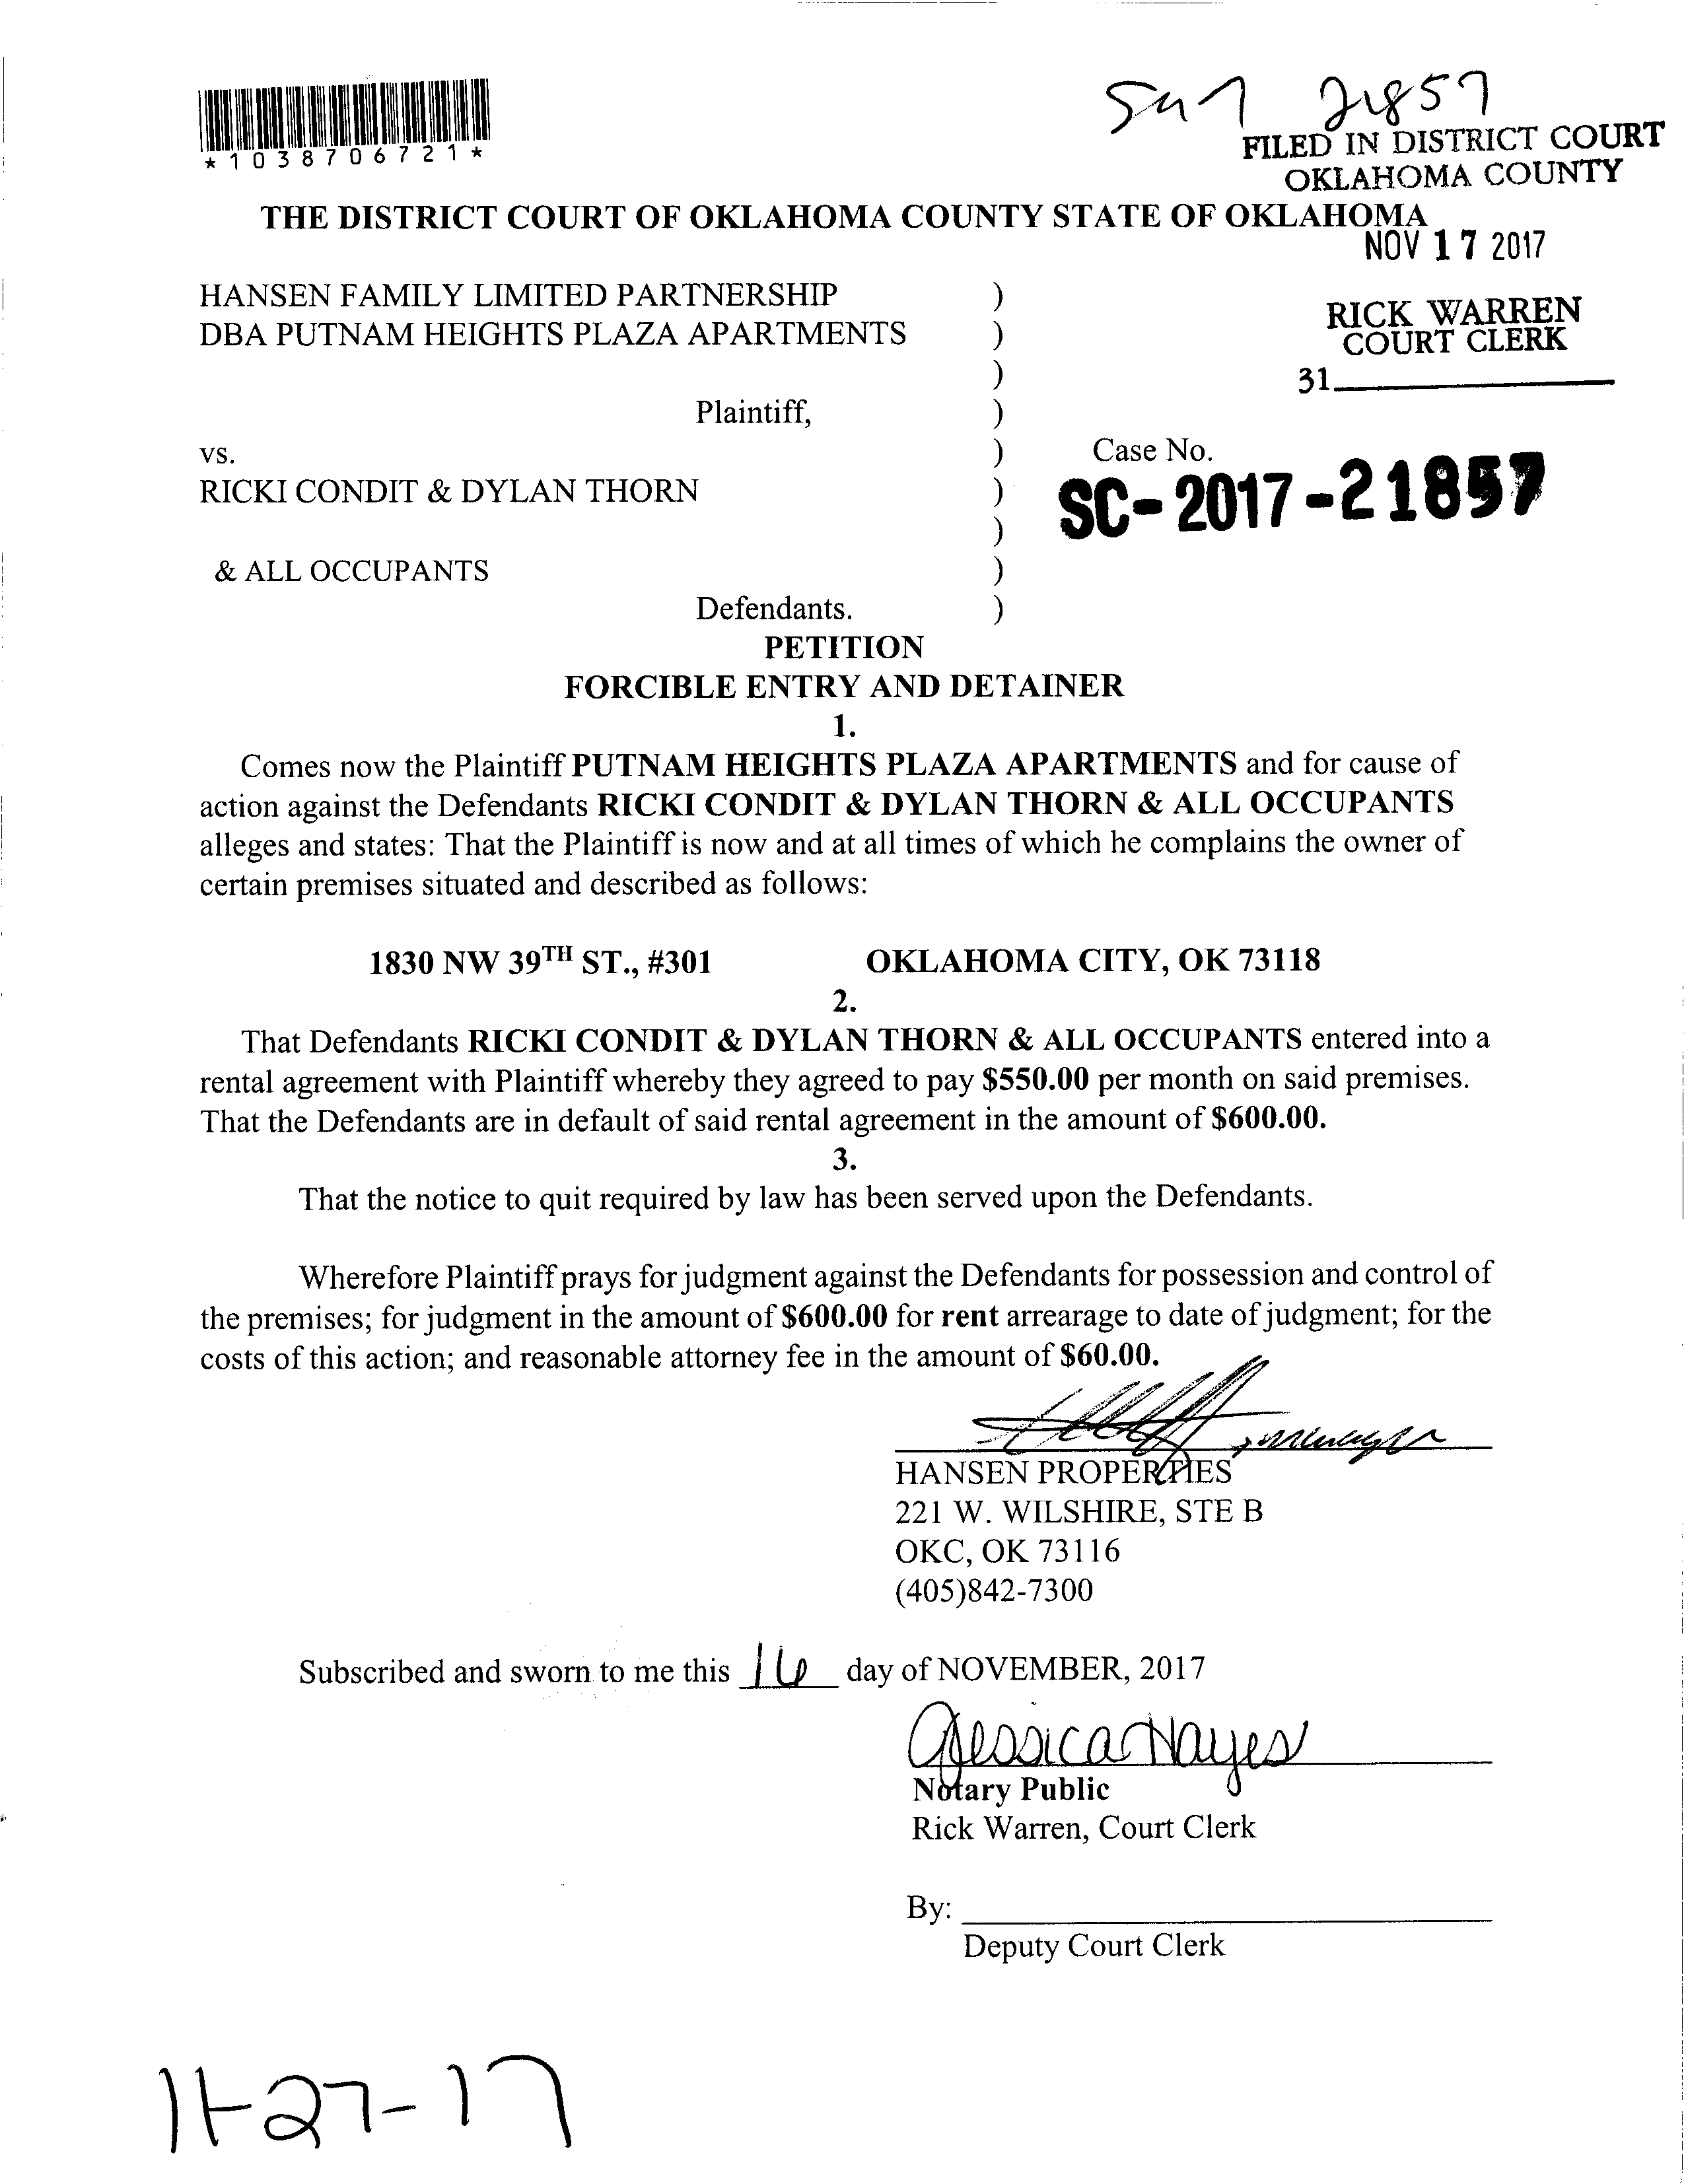 *1038706721*
21857
FILED IN DISTRICT COURT
OKLAHOMA COUNTY
THE DISTRICT COURT OF OKLAHOMA COUNTY STATE OF OKLAHOMA
NOV 17 2017
HANSEN FAMILY LIMITED PARTNERSHIP )
DBA PUTNAM HEIGHTS PLAZA APARTMENTS )
RICK WARREN
COURT CLERK
)
31
Plaintiff, )
vs. ) Case No.
RICKI CONDIT & DYLAN THORN )
SC-2017-21857
)
& ALL OCCUPANTS )
Defendants. )
PETITION
FORCIBLE ENTRY AND DETAINER
1.
Comes now the Plaintiff PUTNAM HEIGHTS PLAZA APARTMENTS and for cause of
action against the Defendants RICKI CONDIT & DYLAN THORN & ALL OCCUPANTS
alleges and states: That the Plaintiff is now and at all times of which he complains the owner of
certain premises situated and described as follows:
1830 NW 39TH ST., #301 OKLAHOMA CITY, OK 73118
2.
That Defendants RICKI CONDIT & DYLAN THORN & ALL OCCUPANTS entered into a
rental agreement with Plaintiff whereby they agreed to pay $550.00 per month on said premises.
That the Defendants are in default of said rental agreement in the amount of $600.00.
3.
That the notice to quit required by law has been served upon the Defendants.
Wherefore Plaintiff prays for judgment against the Defendants for possession and control of
the premises; for judgment in the amount of $600.00 for rent arrearage to date of judgment; for the
costs of this action; and reasonable attorney fee in the amount of $60.00.
HANSEN PROPERTIES
221 W. WILSHIRE, STE B
OKC, OK 73116
(405)842-7300
Subscribed and sworn to me this 16 day of NOVEMBER, 2017
Jessica Hayes
Notary Public
Rick Warren, Court Clerk
By:
Deputy Court Clerk
11-27-17